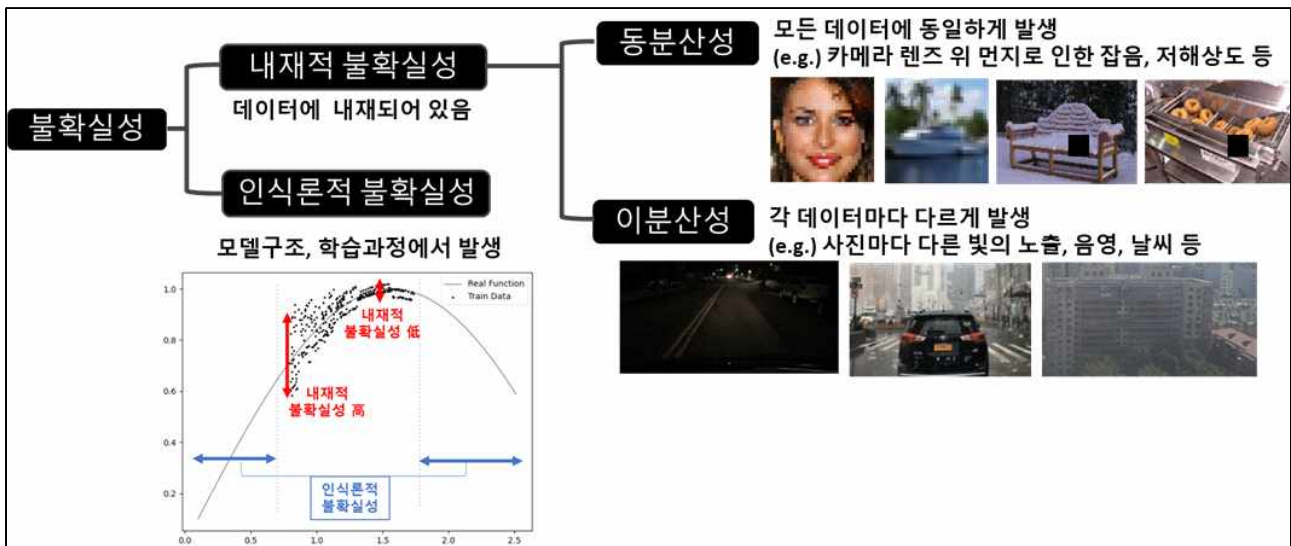 불확실성
내재적 불확실성
데이터에 내재되어 있음
인식론적 불확실성
모델구조, 학습과정에서 발생
동분산성
모든 데이터에 동일하게 발생
(e.g.) 카메라 렌즈 위 먼지로 인한 잡음, 저해상도 등
이분산성
각 데이터마다 다르게 발생
(e.g.) 사진마다 다른 빛의 노출, 음영, 날씨 등
Real Function
Train Data
내재적
불확실성 低
내재적
불확실성 高
인식론적
불확실성
1.0
0.8
0.6
0.4
0.2
0.0 0.5 1.0 1.5 2.0 2.5